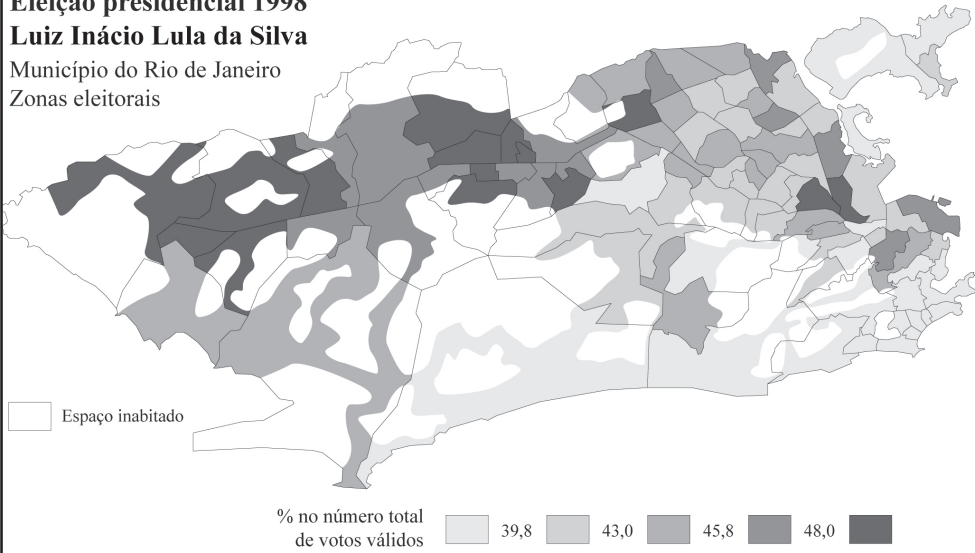 Eleição presidencial 1998
Luiz Inácio Lula da Silva
Município do Rio de Janeiro
Zonas eleitorais
Espaço inabitado
% no número total
de votos válidos
39,8 43,0 45,8 48,0